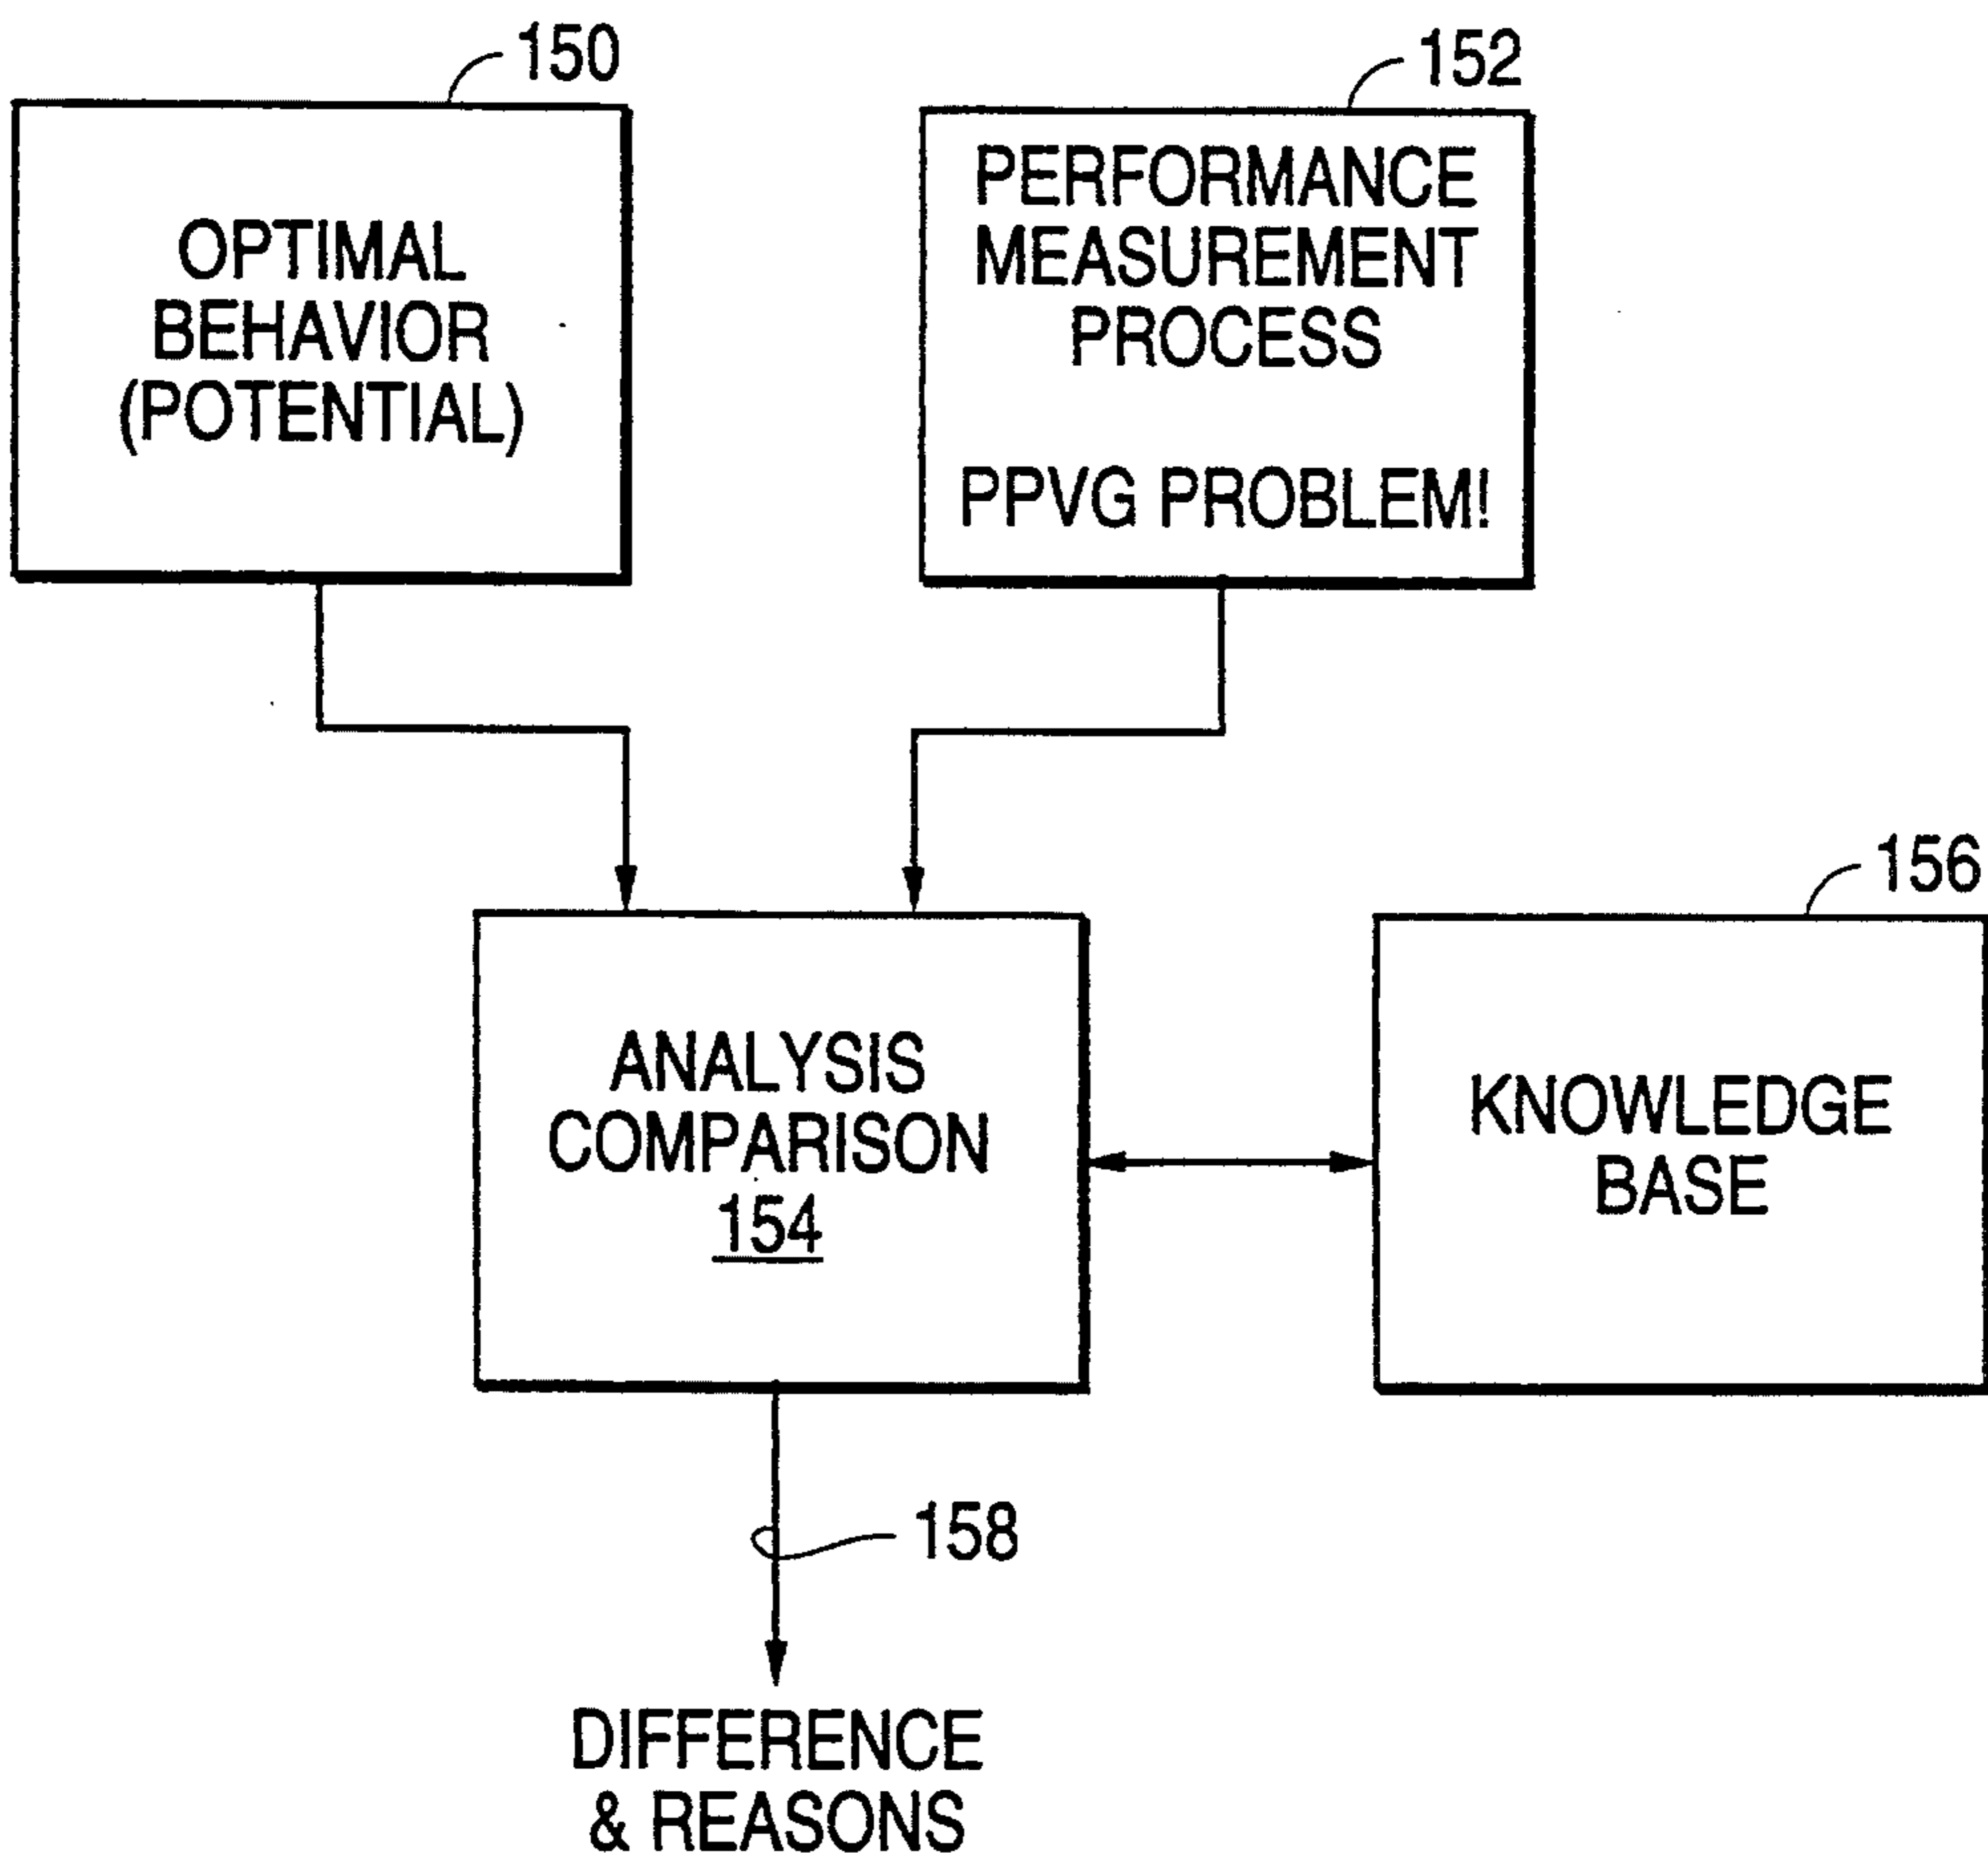 150
OPTIMAL
BEHAVIOR
(POTENTIAL)
152
PERFORMANCE
MEASUREMENT
PROCESS
PPVG PROBLEM!
ANALYSIS
COMPARISON
154
156
KNOWLEDGE
BASE
158
DIFFERENCE
& REASONS